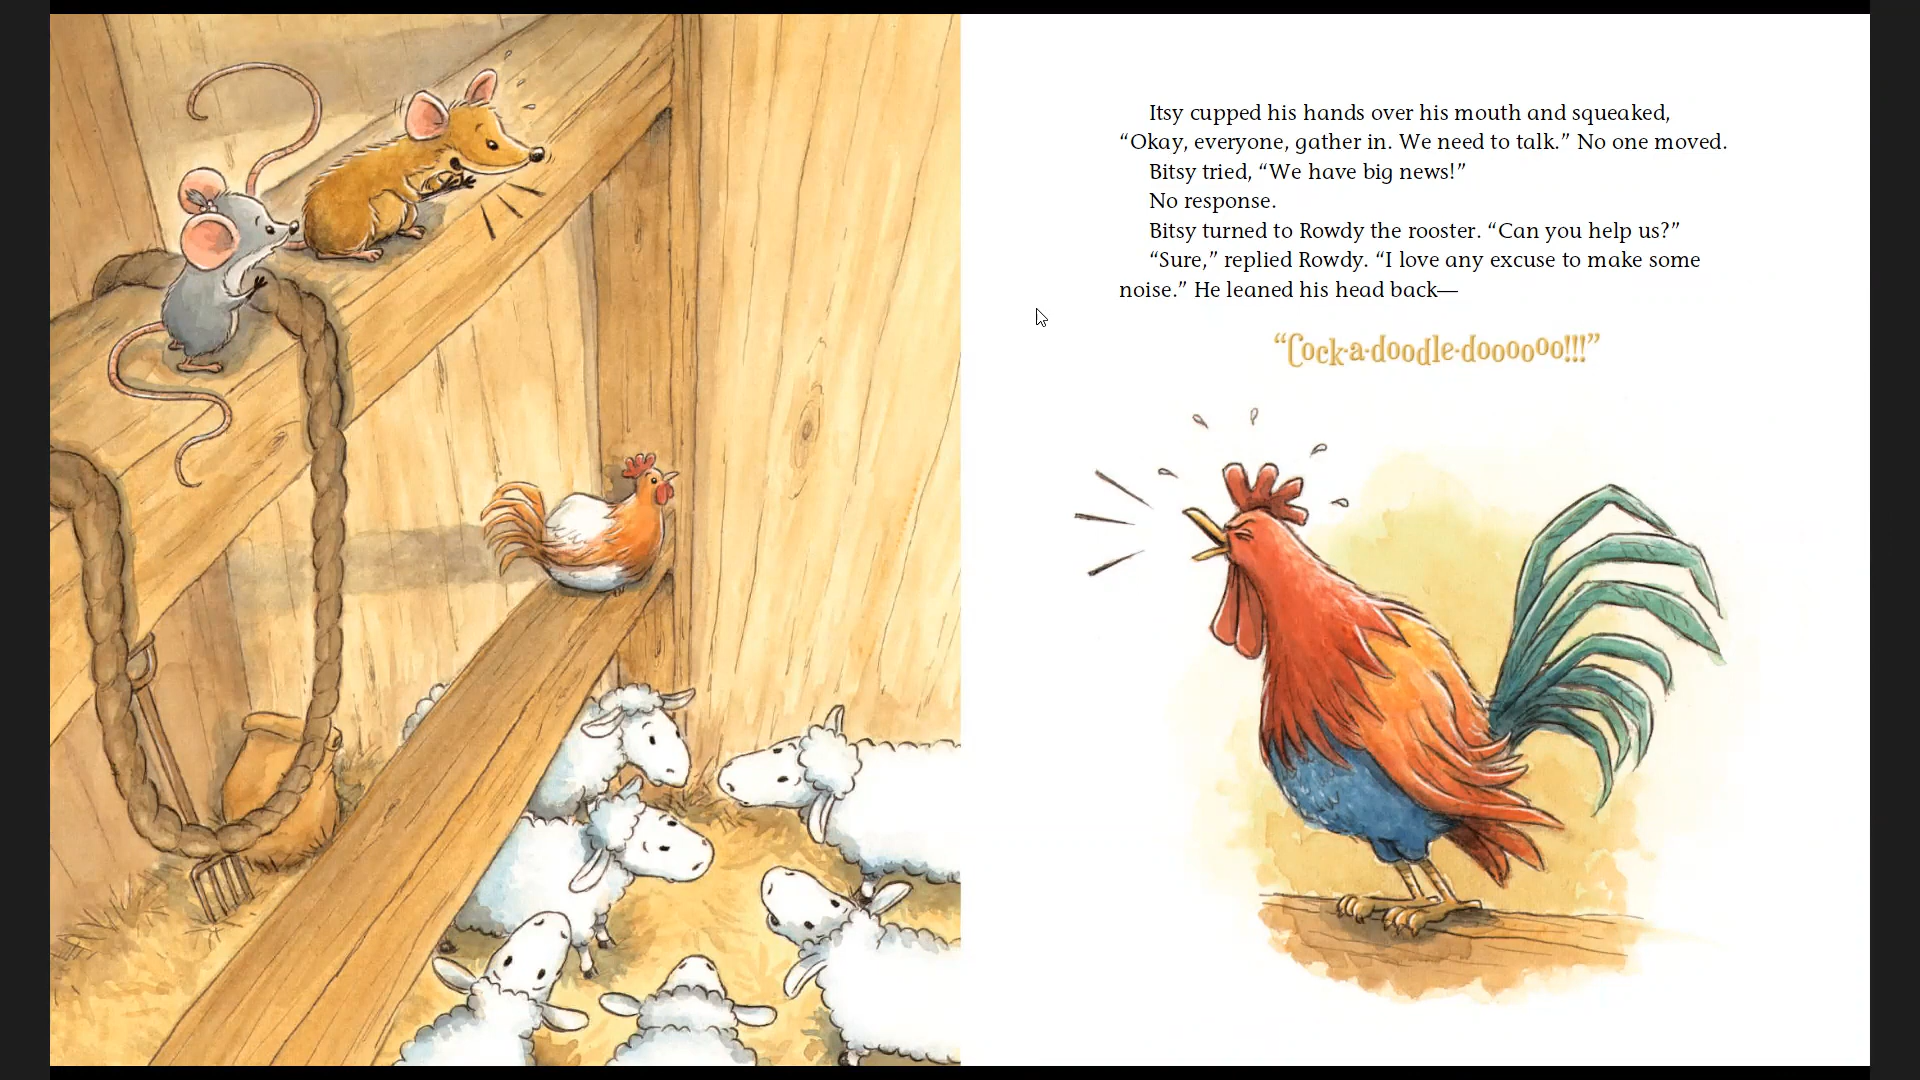 Itsy cupped his hands over his mouth and squeaked,
“Okay, everyone, gather in. We need to talk.” No one moved.
Bitsy tried, “We have big news!”
No response.
Bitsy turned to Rowdy the rooster. “Can you help us?”
“Sure,” replied Rowdy. “I love any excuse to make some
noise.” He leaned his head back—
“Cock-a-doodle-doooooo!!!”